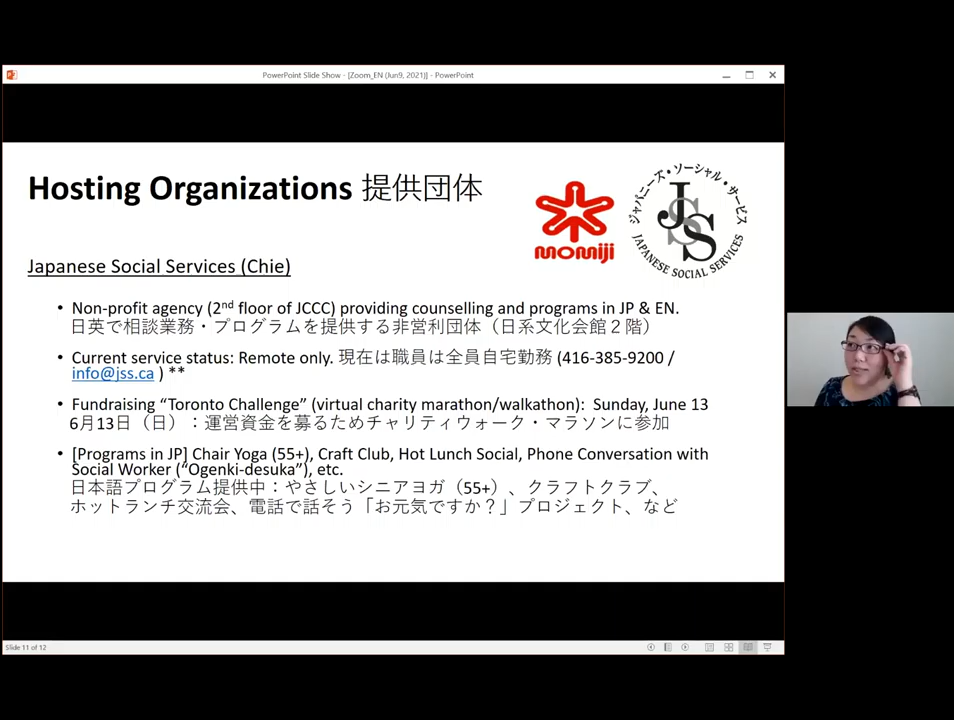 PowerPoint Slide Show - [Zoom_EN (Jun9, 2021)] - PowerPoint
Hosting Organizations 提供団体
momiji
ジャパニーズ・ソーシャル・サービス
JSS
JAPANESE SOCIAL SERVICES
Japanese Social Services (Chie)
• Non-profit agency (2nd floor of JCCC) providing counselling and programs in JP & EN.
日英で相談業務・プログラムを提供する非営利団体（日系文化会館２階）
• Current service status: Remote only. 現在は職員は全員自宅勤務 (416-385-9200 /
info@jss.ca ) **
• Fundraising “Toronto Challenge” (virtual charity marathon/walkathon): Sunday, June 13
6月13日（日）：運営資金を募るためチャリティウォーク・マラソンに参加
• [Programs in JP] Chair Yoga (55+), Craft Club, Hot Lunch Social, Phone Conversation with
Social Worker (“Ogenki-desuka”), etc.
日本語プログラム提供中：やさしいシニアヨガ（55+）、クラフトクラブ、
ホットランチ交流会、電話で話そう「お元気ですか？」プロジェクト、など
Slide 11 of 12